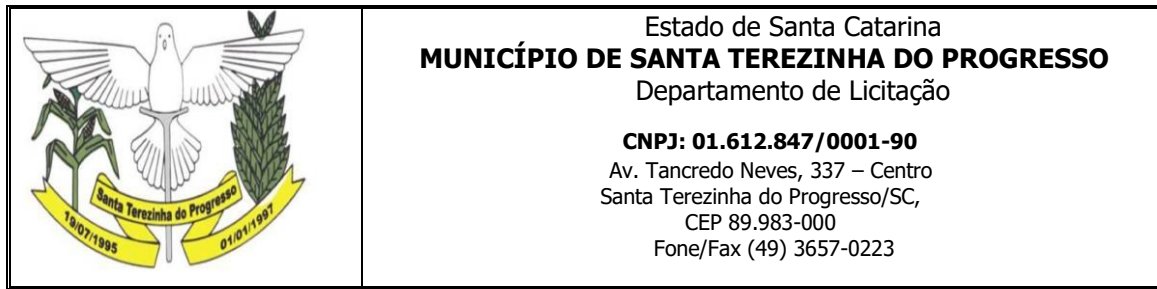 Santa Terezinha do Progresso
19/07/1995
01/01/1997
Estado de Santa Catarina
MUNICÍPIO DE SANTA TEREZINHA DO PROGRESSO
Departamento de Licitação
CNPJ: 01.612.847/0001-90
Av. Tancredo Neves, 337 – Centro
Santa Terezinha do Progresso/SC,
CEP 89.983-000
Fone/Fax (49) 3657-0223